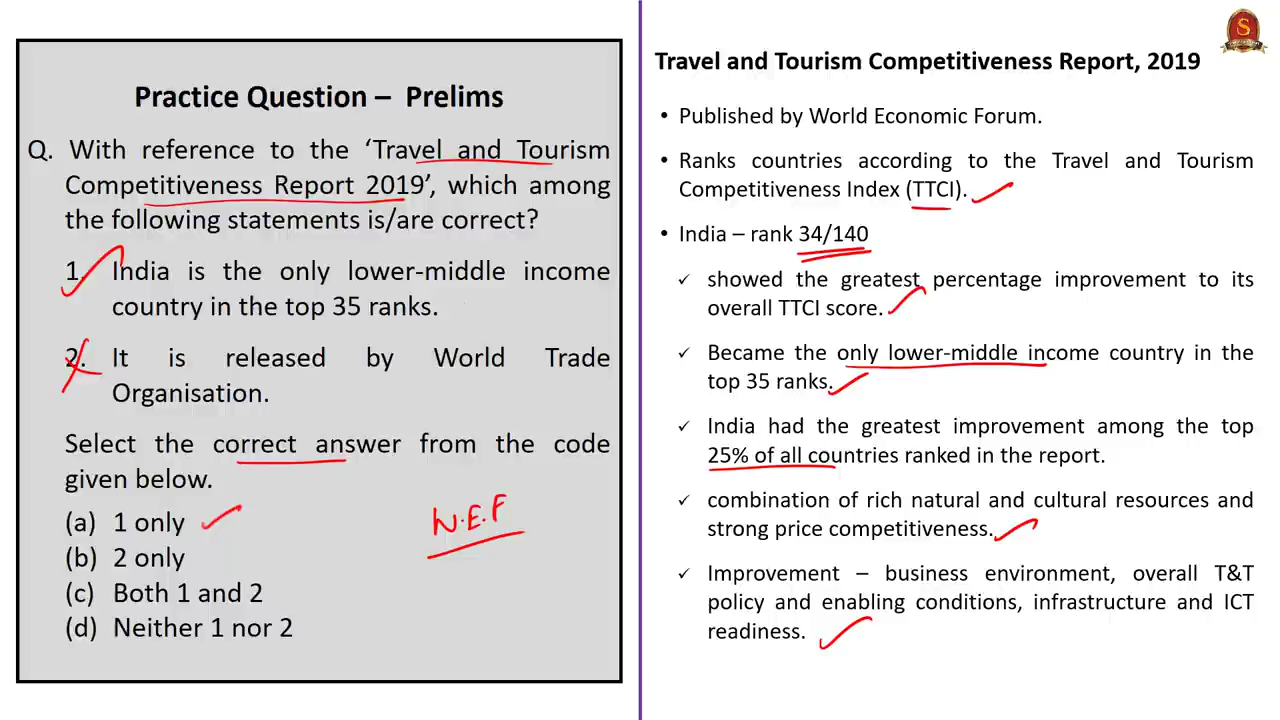 Practice Question – Prelims
Q. With reference to the ‘Travel and Tourism
Competitiveness Report 2019’, which among
the following statements is/are correct?
1. India is the only lower-middle income
country in the top 35 ranks.
2. It is released by World Trade
Organisation.
Select the correct answer from the code
given below.
(a) 1 only
(b) 2 only
(c) Both 1 and 2
(d) Neither 1 nor 2
W.E.F
S
Travel and Tourism Competitiveness Report, 2019
• Published by World Economic Forum.
• Ranks countries according to the Travel and Tourism
Competitiveness Index (TTCI).
• India – rank 34/140
✓ showed the greatest percentage improvement to its
overall TTCI score.
✓ Became the only lower-middle income country in the
top 35 ranks.
✓ India had the greatest improvement among the top
25% of all countries ranked in the report.
✓ combination of rich natural and cultural resources and
strong price competitiveness.
✓ Improvement – business environment, overall T&T
policy and enabling conditions, infrastructure and ICT
readiness.